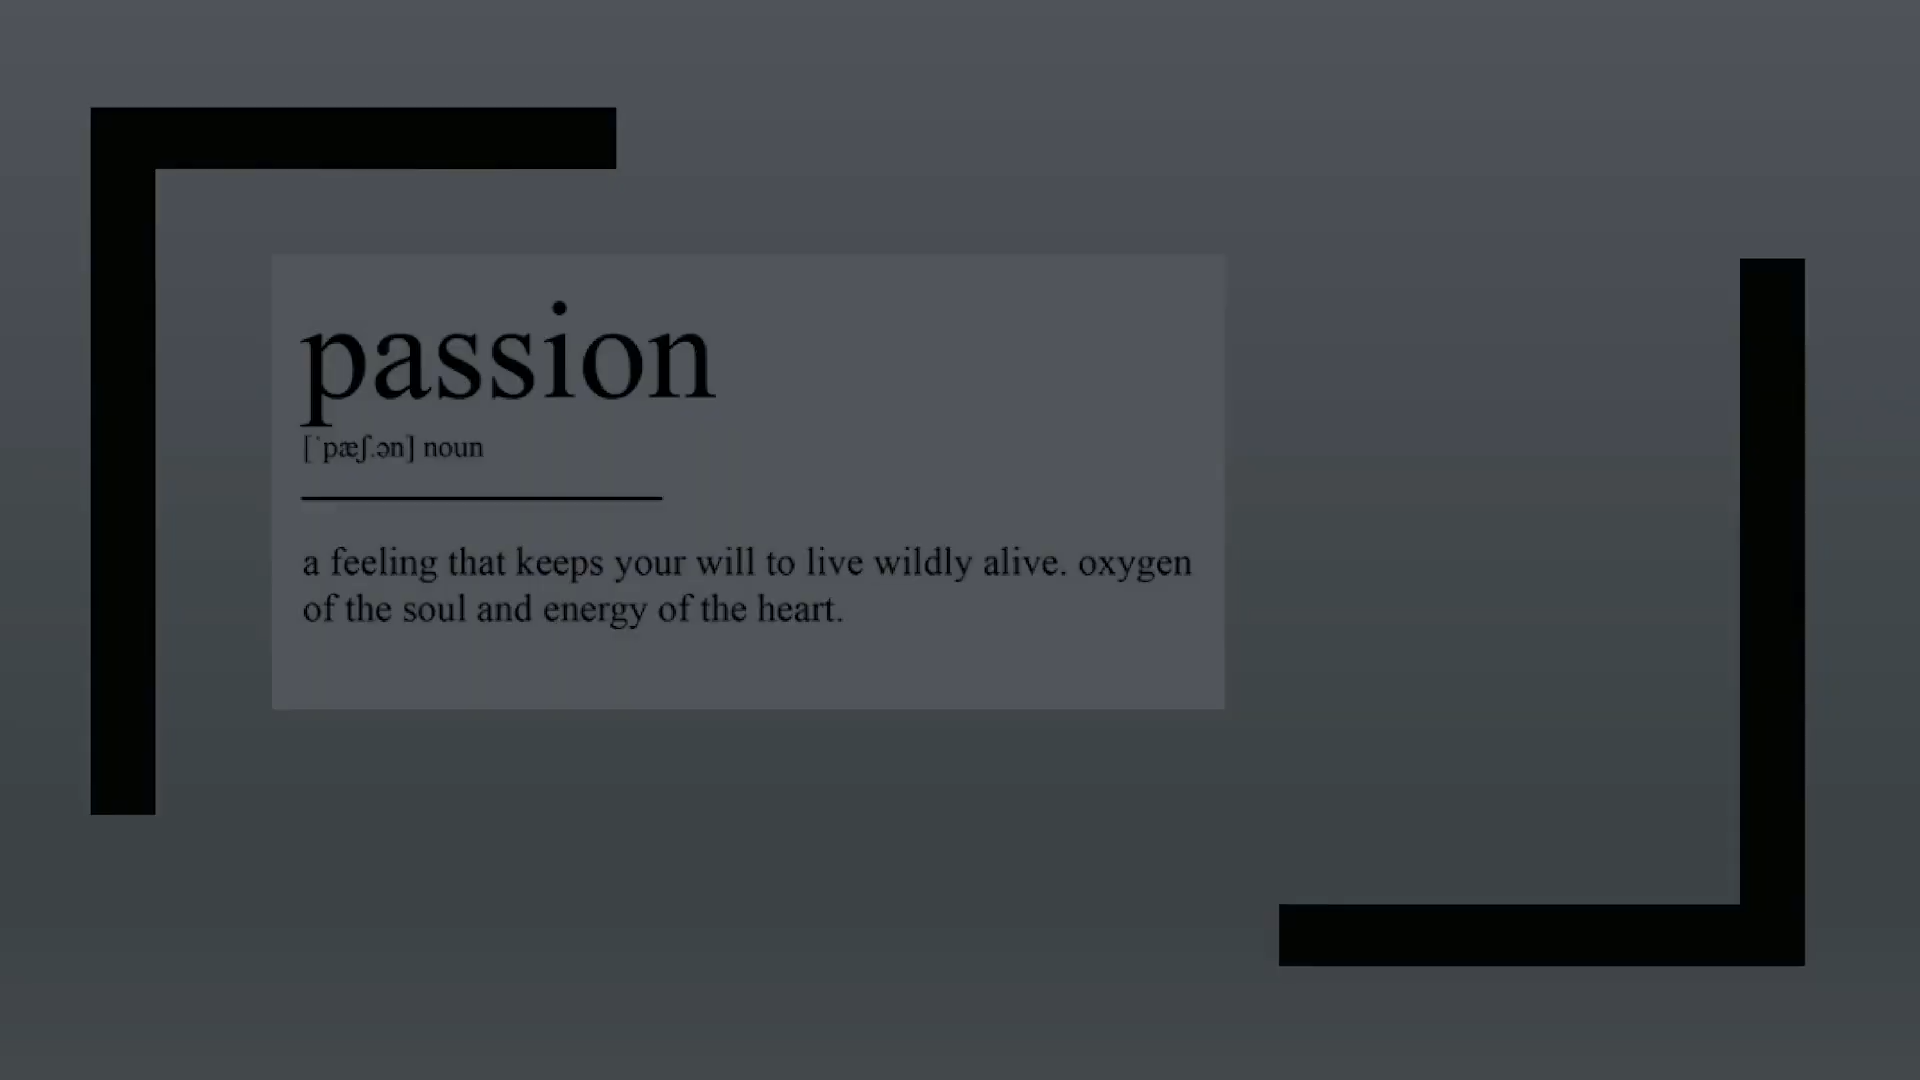 passion
[ˈpæʃ.ən] noun
a feeling that keeps your will to live wildly alive. oxygen
of the soul and energy of the heart.